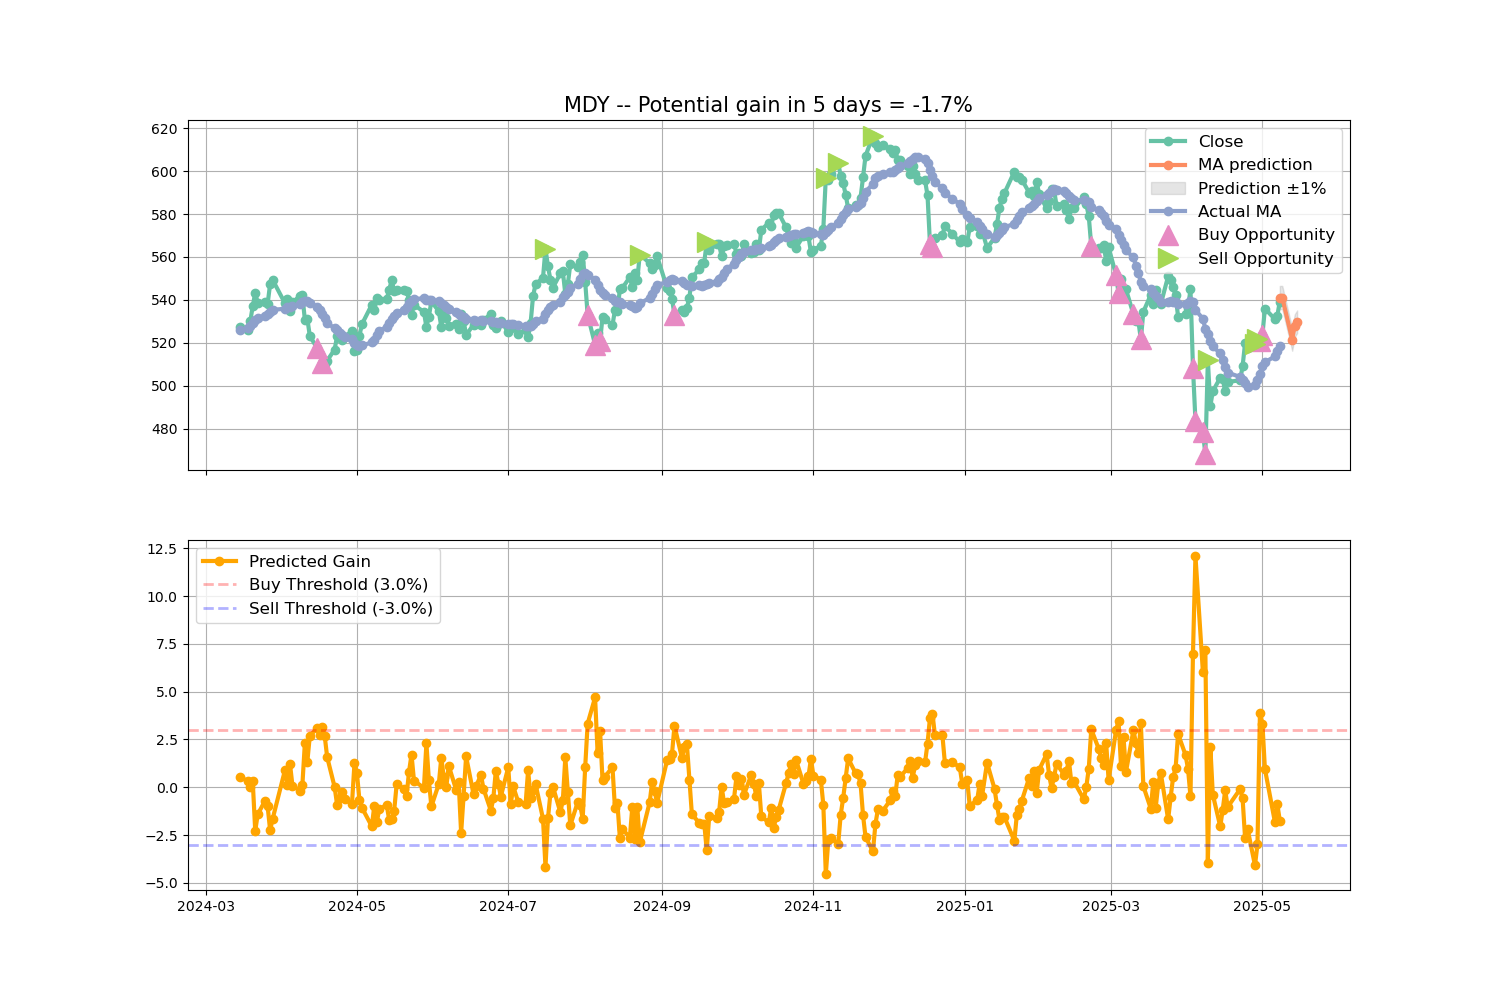 MDY -- Potential gain in 5 days = -1.7%
620
600
580
560
540
520
500
480
Close
MA prediction
Prediction ±1%
Actual MA
Buy Opportunity
Sell Opportunity
12.5
10.0
7.5
5.0
2.5
0.0
−2.5
−5.0
Predicted Gain
Buy Threshold (3.0%)
Sell Threshold (-3.0%)
2024-03
2024-05
2024-07
2024-09
2024-11
2025-01
2025-03
2025-05